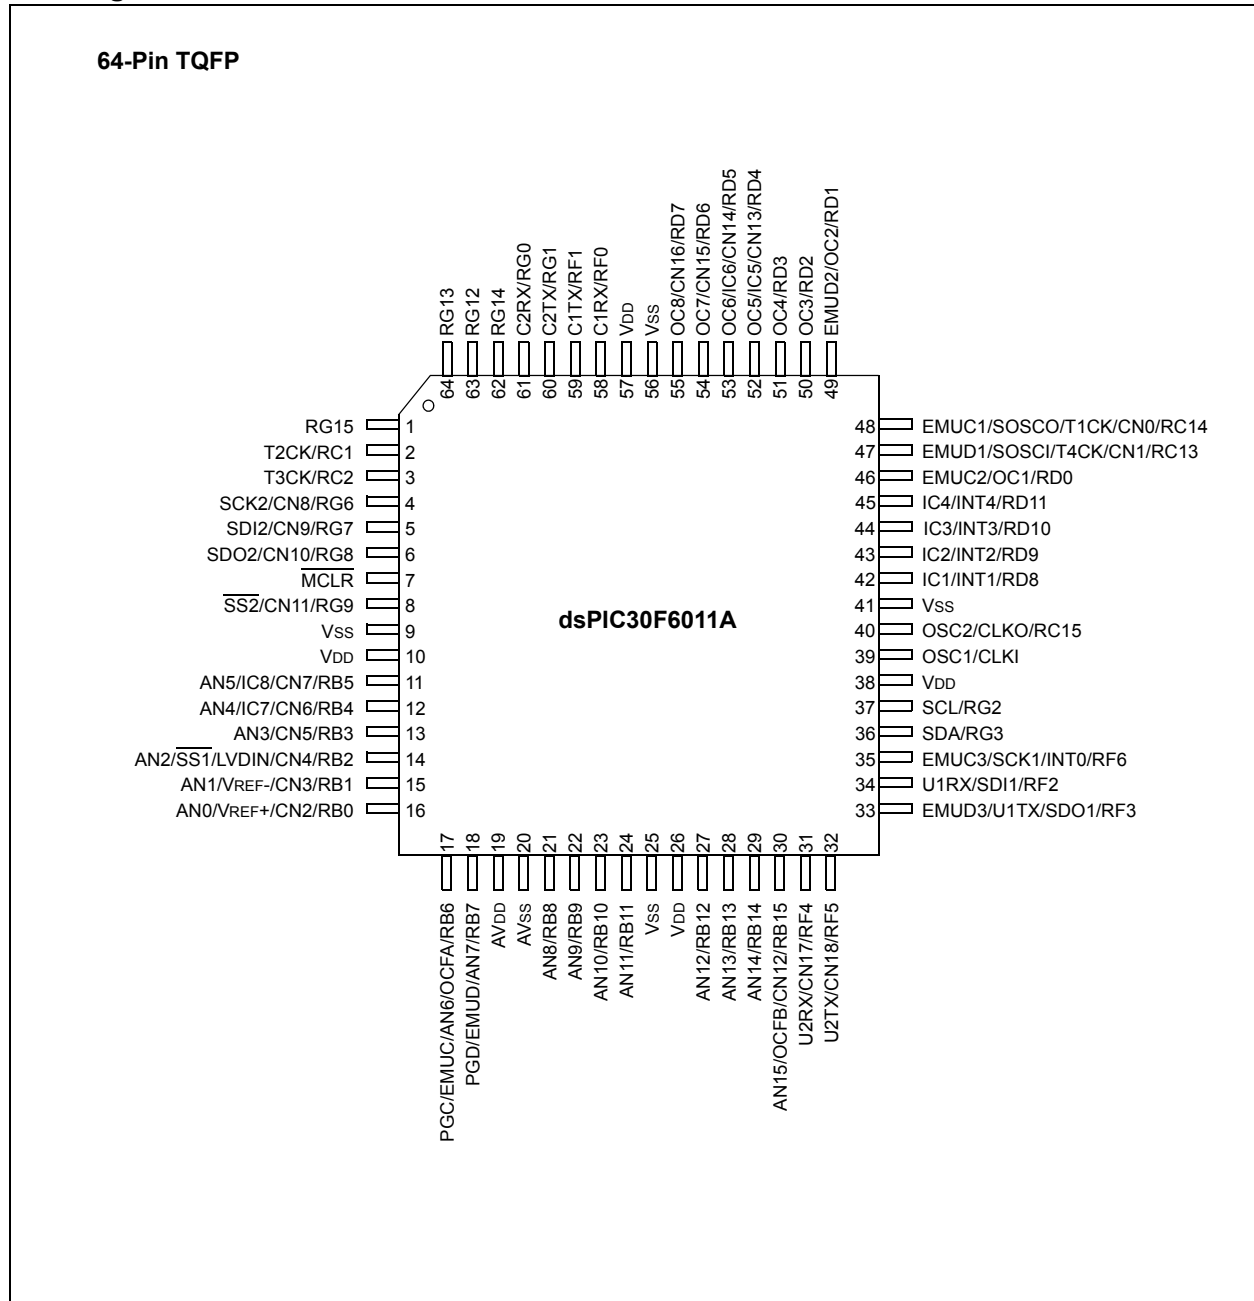 64-Pin TQFP
RG13
RG12
RG14
C2RX/RG0
C2TX/RG1
C1TX/RF1
C1RX/RF0
VDD
VSS
OC8/CN16/RD7
OC7/CN15/RD6
OC6/IC6/CN14/RD5
OC5/IC5/CN13/RD4
OC4/RD3
OC3/RD2
EMUD2/OC2/RD1
64
63
62
61
60
59
58
57
56
55
54
53
52
51
50
49
RG15 1
T2CK/RC1 2
T3CK/RC2 3
SCK2/CN8/RG6 4
SDI2/CN9/RG7 5
SDO2/CN10/RG8 6
MCLR 7
SS2/CN11/RG9 8
VSS 9
VDD 10
AN5/IC8/CN7/RB5 11
AN4/IC7/CN6/RB4 12
AN3/CN5/RB3 13
AN2/SS1/LVDIN/CN4/RB2 14
AN1/VREF-/CN3/RB1 15
AN0/VREF+/CN2/RB0 16
dsPIC30F6011A
48 EMUC1/SOSCO/T1CK/CN0/RC14
47 EMUD1/SOSCI/T4CK/CN1/RC13
46 EMUC2/OC1/RD0
45 IC4/INT4/RD11
44 IC3/INT3/RD10
43 IC2/INT2/RD9
42 IC1/INT1/RD8
41 VSS
40 OSC2/CLKO/RC15
39 OSC1/CLKI
38 VDD
37 SCL/RG2
36 SDA/RG3
35 EMUC3/SCK1/INT0/RF6
34 U1RX/SDI1/RF2
33 EMUD3/U1TX/SDO1/RF3
17
18
19
20
21
22
23
24
25
26
27
28
29
30
31
32
PGC/EMUC/AN6/OCFA/RB6
PGD/EMUD/AN7/RB7
AVDD
AVSS
AN8/RB8
AN9/RB9
AN10/RB10
AN11/RB11
VSS
VDD
AN12/RB12
AN13/RB13
AN14/RB14
AN15/OCFB/CN12/RB15
U2RX/CN17/RF4
U2TX/CN18/RF5